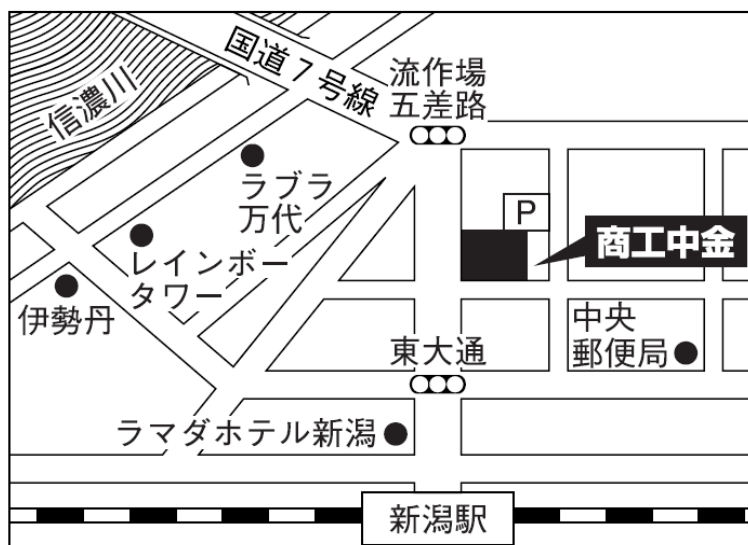 国道7号線
信濃川
流作場
五差路
ラブラ
万代
P
商工中金
レインボー
タワー
伊勢丹
中央
郵便局
東大通
ラマダホテル新潟
新潟駅